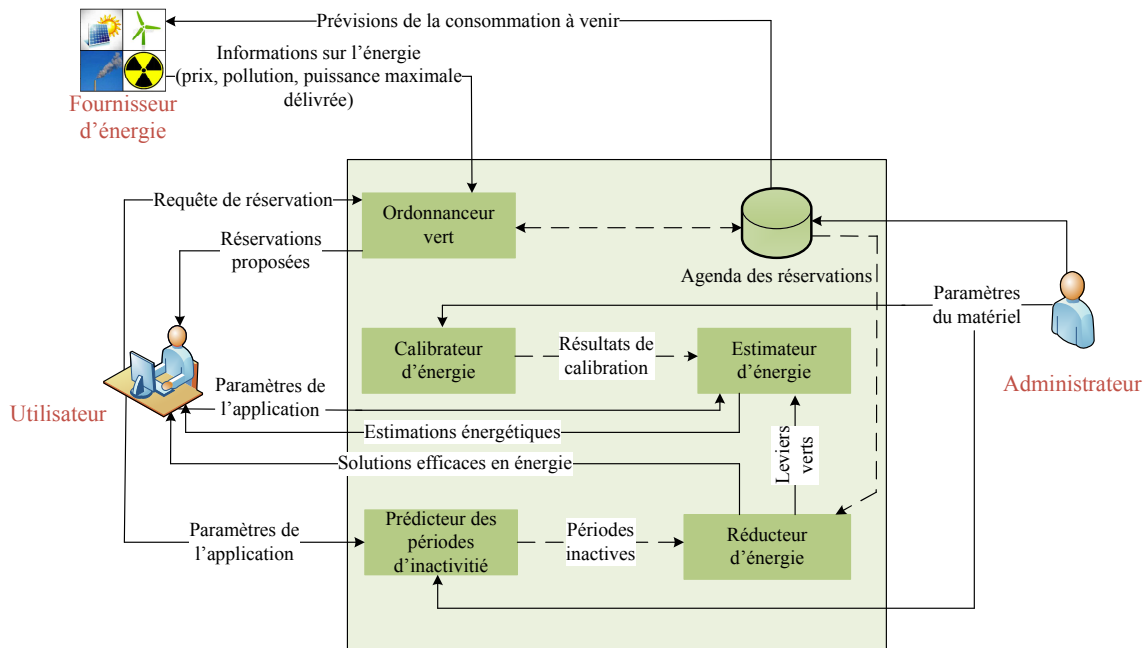 Prévisions de la consommation à venir
Informations sur l'énergie
(prix, pollution, puissance maximale
délivrée)
Fournisseur
d'énergie
Requête de réservation
Ordonnanceur
vert
Réservations
proposées
Agenda des réservations
Paramètres
du matériel
Calibrateur
d'énergie
Résultats de
calibration
Estimateur
d'énergie
Administrateur
Utilisateur
Paramètres de
l'application
Estimations énergétiques
Solutions efficaces en énergie
Leviers
verts
Paramètres de
l'application
Prédicteur des
périodes
d'inactivitié
Périodes
inactives
Réducteur
d'énergie